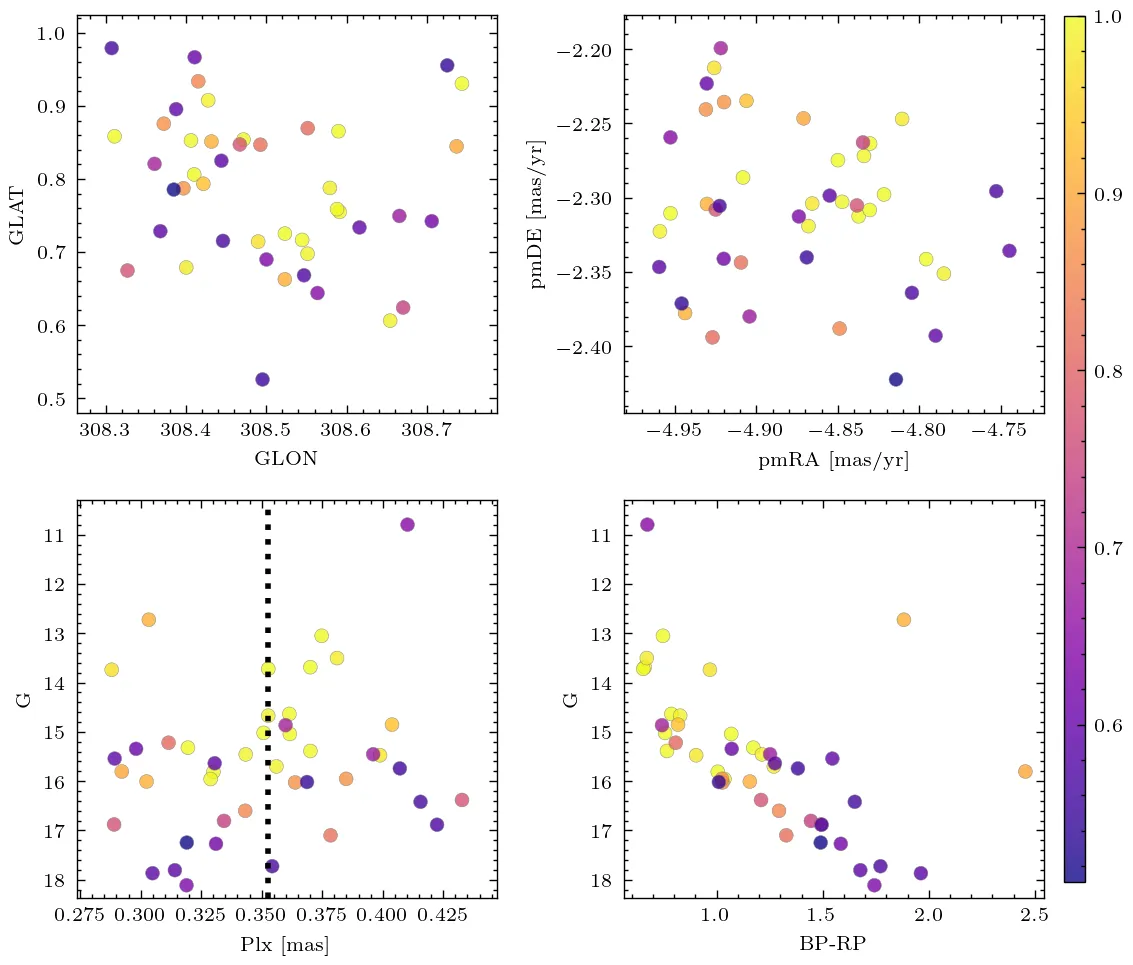 1.0
0.9
0.8
0.7
0.6
0.5
GLAT
308.3 308.4 308.5 308.6 308.7
GLON
−2.20
−2.25
−2.30
−2.35
−2.40
pmDE [mas/yr]
−4.95 −4.90 −4.85 −4.80 −4.75
pmRA [mas/yr]
1.0
0.9
0.8
0.7
0.6
11
12
13
14
15
16
17
18
G
0.275 0.300 0.325 0.350 0.375 0.400 0.425
Plx [mas]
11
12
13
14
15
16
17
18
G
1.0 1.5 2.0 2.5
BP-RP